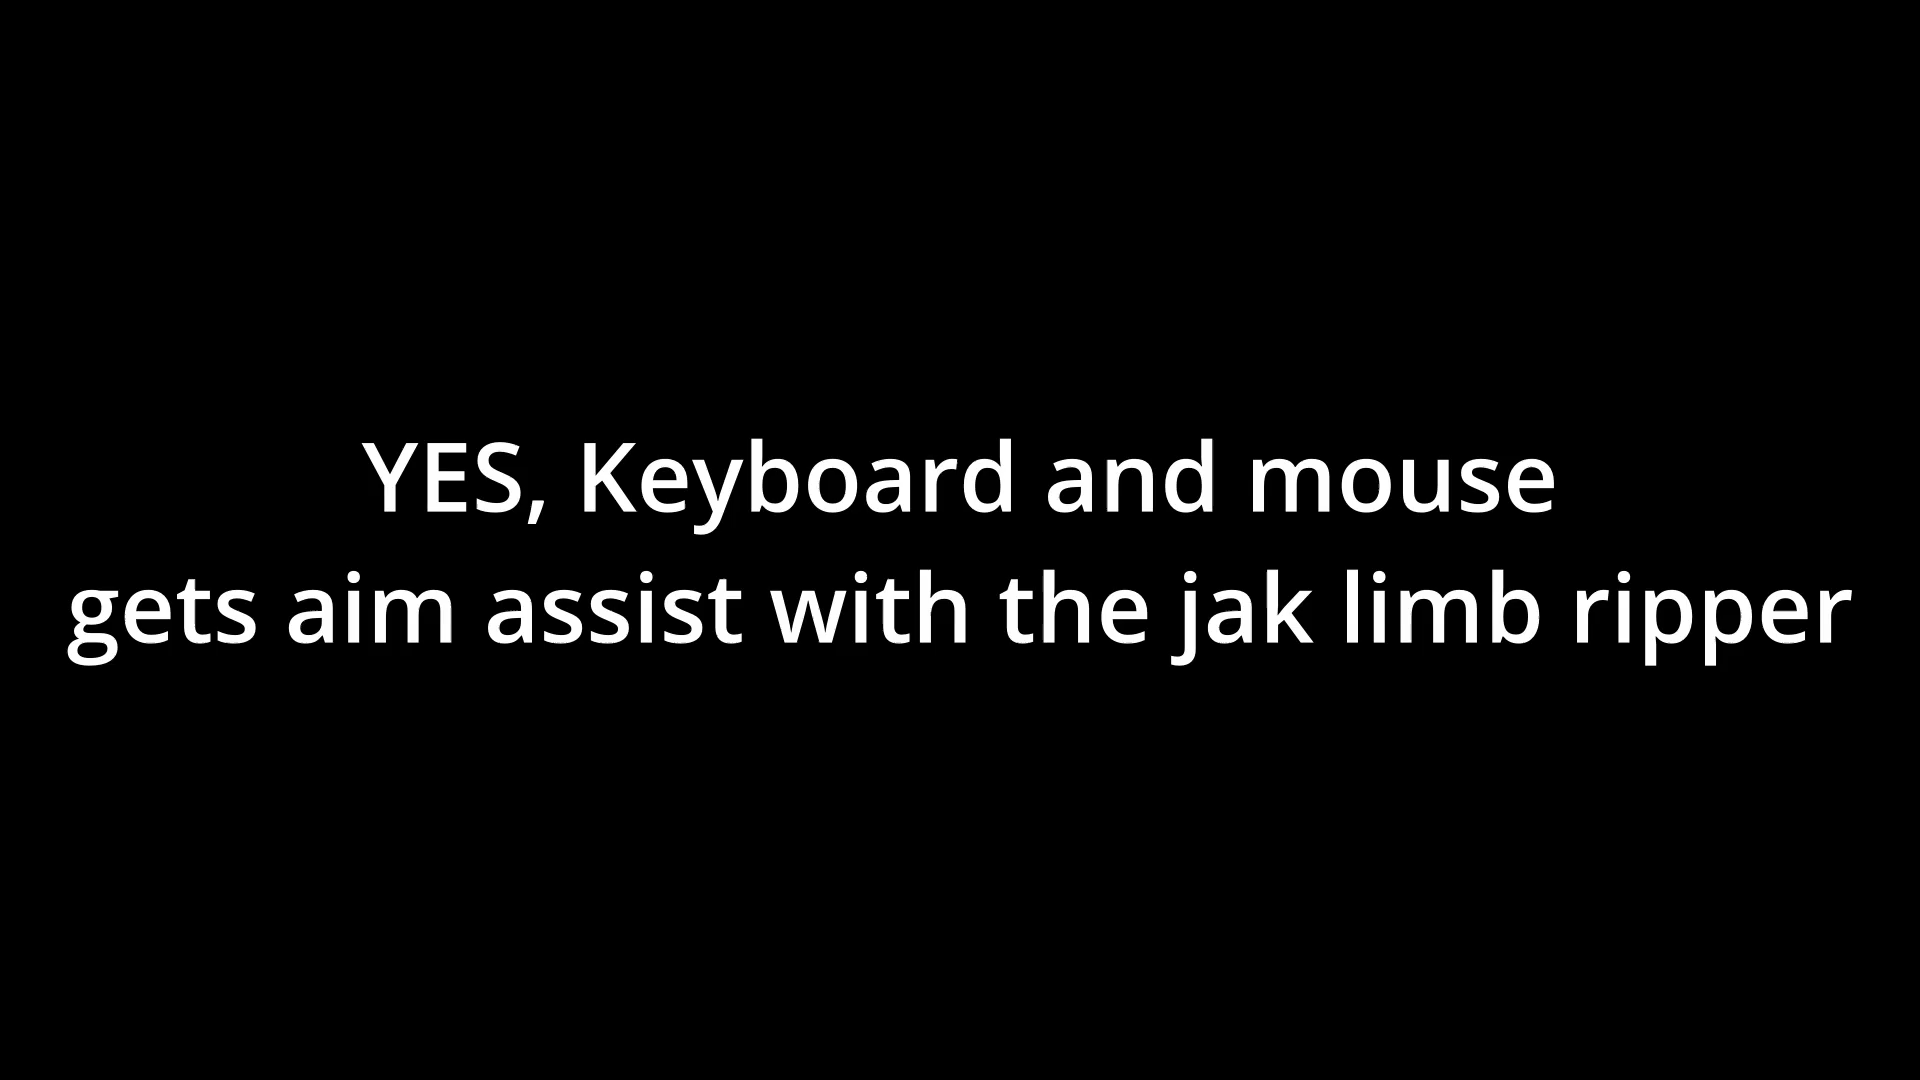 YES, Keyboard and mouse
gets aim assist with the jak limb ripper